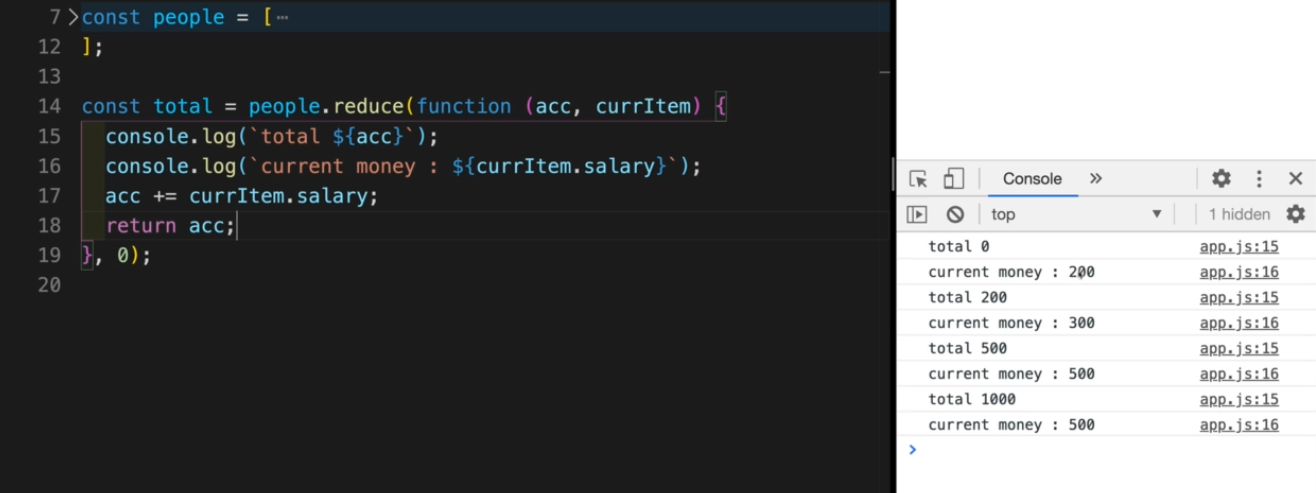 7 const people = [ ⋯
12 ];
13
14 const total = people.reduce(function (acc, currItem) {
15 console.log(`total ${acc}`);
16 console.log(`current money : ${currItem.salary}`);
17 acc += currItem.salary;
18 return acc;
19 }, 0);
20
Console »
top 1 hidden
total 0 app.js:15
current money : 200 app.js:16
total 200 app.js:15
current money : 300 app.js:16
total 500 app.js:15
current money : 500 app.js:16
total 1000 app.js:15
current money : 500 app.js:16